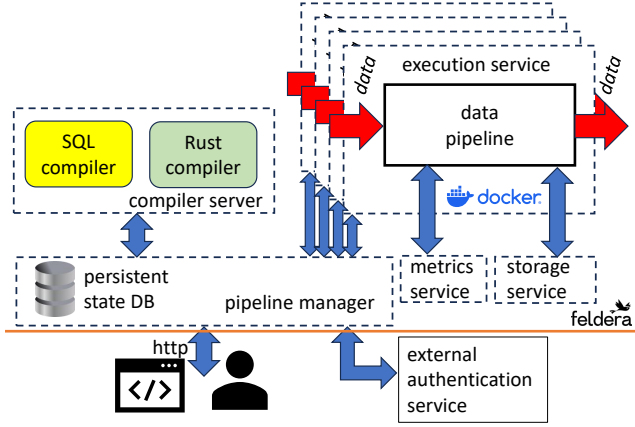 data
data
execution service
data
pipeline
docker
SQL
compiler
Rust
compiler
compiler server
persistent
state DB
pipeline manager
metrics
service
storage
service
feldera
http
</>
external
authentication
service